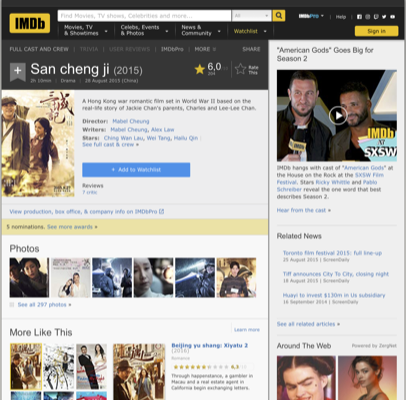 IMDb
Find Movies, TV shows, Celebrities and more...
All
IMDbPro
Help
Movies, TV
& Showtimes
Celebs, Events
& Photos
News &
Community
Watchlist
Sign in
FULL CAST AND CREW
TRIVIA
USER REVIEWS
IMDbPro
MORE
SHARE
San cheng ji (2015)
2h 10min | Drama | 28 August 2015 (China)
6,0
Rate
This
A Hong Kong war romantic film set in World War II based on the
real-life story of Jackie Chan's parents, Charles and Lee-Lee Chan.
Director: Mabel Cheung
Writers: Mabel Cheung, Alex Law
Stars: Ching Wan Lau, Wei Tang, Hailu Qin
See full cast & crew »
+ Add to Watchlist
Reviews
7 critic
View production, box office, & company info on IMDbPro
5 nominations. See more awards »
Photos
See all 297 photos »
More Like This
Learn more
Beijing yu shang: Xiyatu 2
(2016)
Romance
6,5
Through happenstance, a gambler in
Macau and a real estate agent in
California begin exchanging letters.
"American Gods" Goes Big for
Season 2
IMDb
at
SXSW
IMDb hangs with cast of "American Gods" at
the House on the Rock at the SXSW Film
Festival. Stars Ricky Whittle and Pablo
Schreiber reveal the one word that best
describes Season 2.
Hear from the cast »
Related News
Toronto film festival 2015: full line-up
25 August 2015 | ScreenDaily
Tiff announces City To City, closing night
18 August 2015 | ScreenDaily
Huayi to invest $130m in Us subsidiary
16 September 2014 | ScreenDaily
See all related articles »
Around The Web
Powered by ZergNet